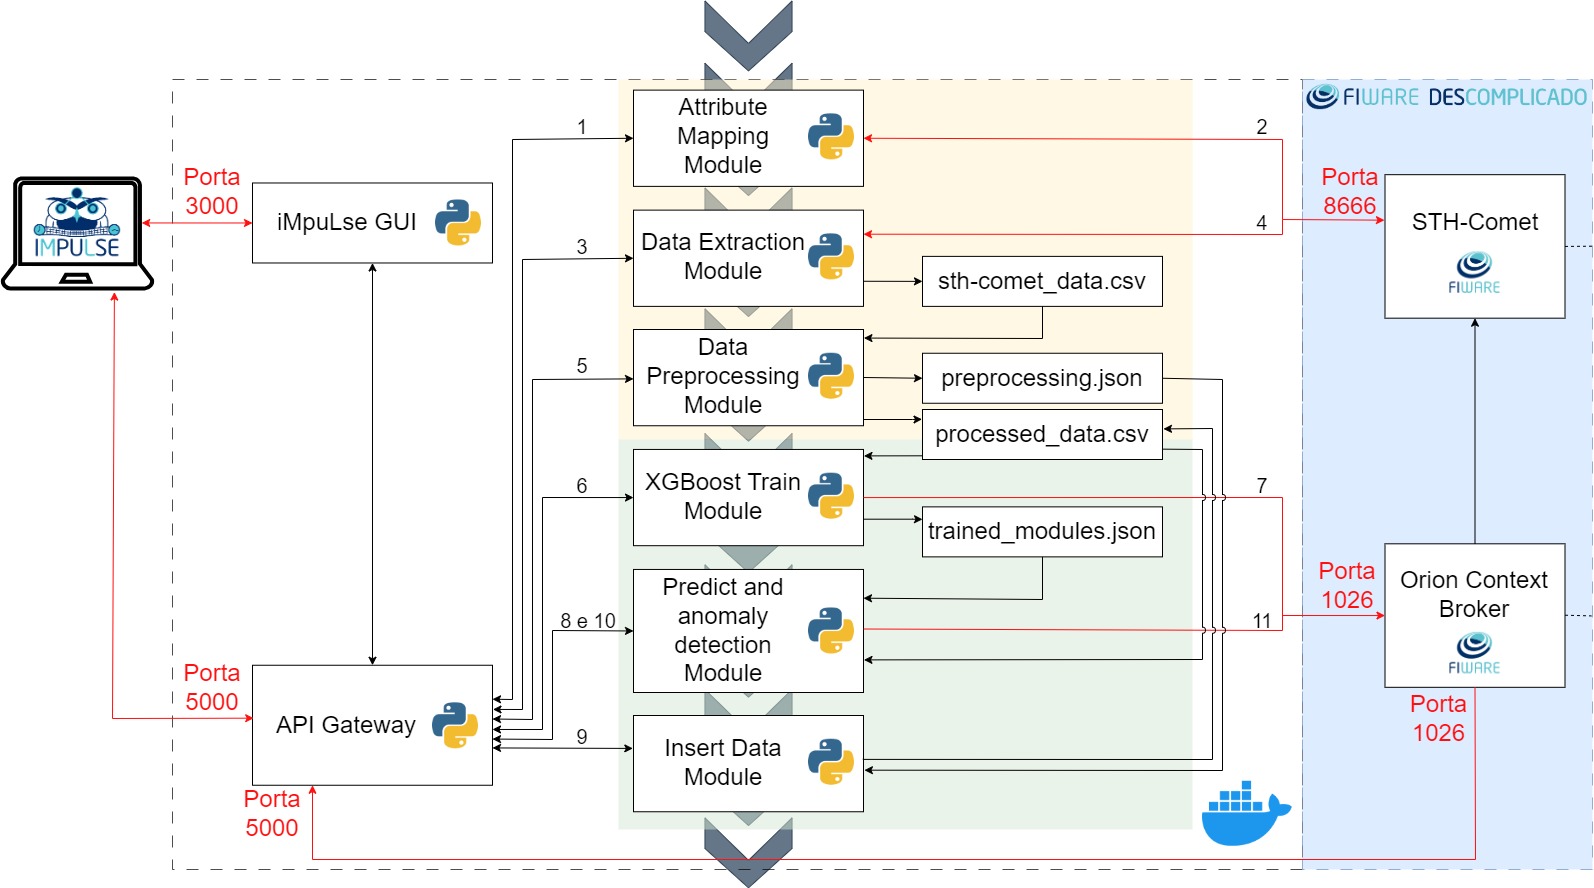 Attribute
Mapping
Module
FIWARE DESCOMPLICADO
1
2
Porta
3000
iMpuLse GUI
IMPULSE
Porta
8666
STH-Comet
FIWARE
3
Data Extraction
Module
4
sth-comet_data.csv
5
Data
Preprocessing
Module
preprocessing.json
processed_data.csv
6
XGBoost Train
Module
7
trained_modules.json
8 e 10
Predict and
anomaly
detection
Module
11
Porta
1026
Orion Context
Broker
FIWARE
Porta
1026
Porta
5000
API Gateway
9
Insert Data
Module
Porta
5000